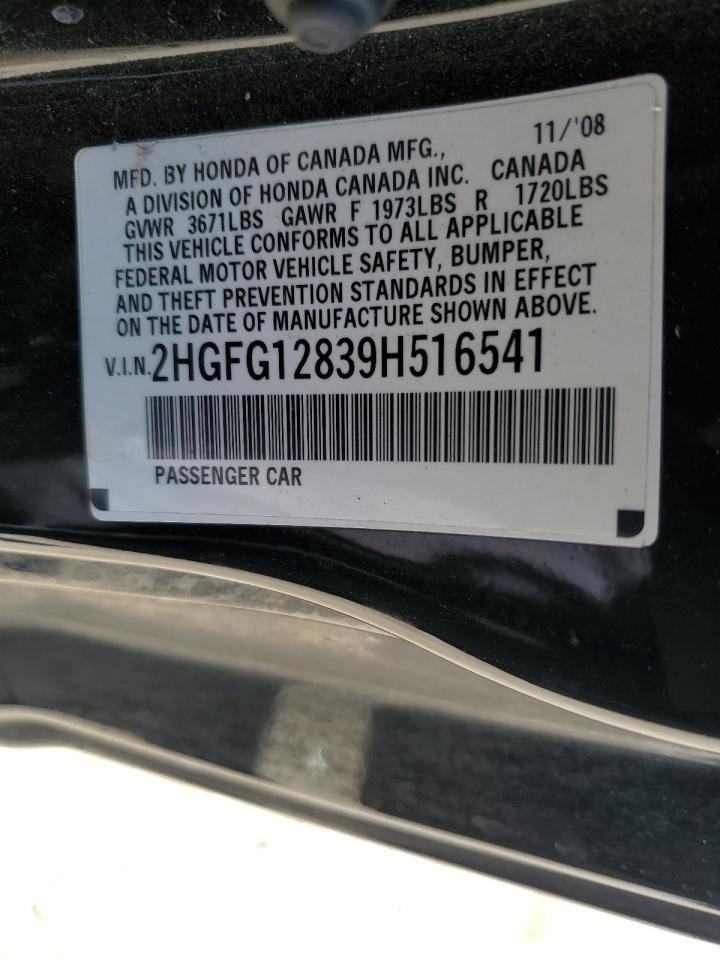 11/'08
MFD. BY HONDA OF CANADA MFG.,
A DIVISION OF HONDA CANADA INC. CANADA
GVWR 3671LBS GAWR F 1973LBS R 1720LBS
THIS VEHICLE CONFORMS TO ALL APPLICABLE
FEDERAL MOTOR VEHICLE SAFETY, BUMPER,
AND THEFT PREVENTION STANDARDS IN EFFECT
ON THE DATE OF MANUFACTURE SHOWN ABOVE.
V.I.N. 2HGFG12839H516541
PASSENGER CAR